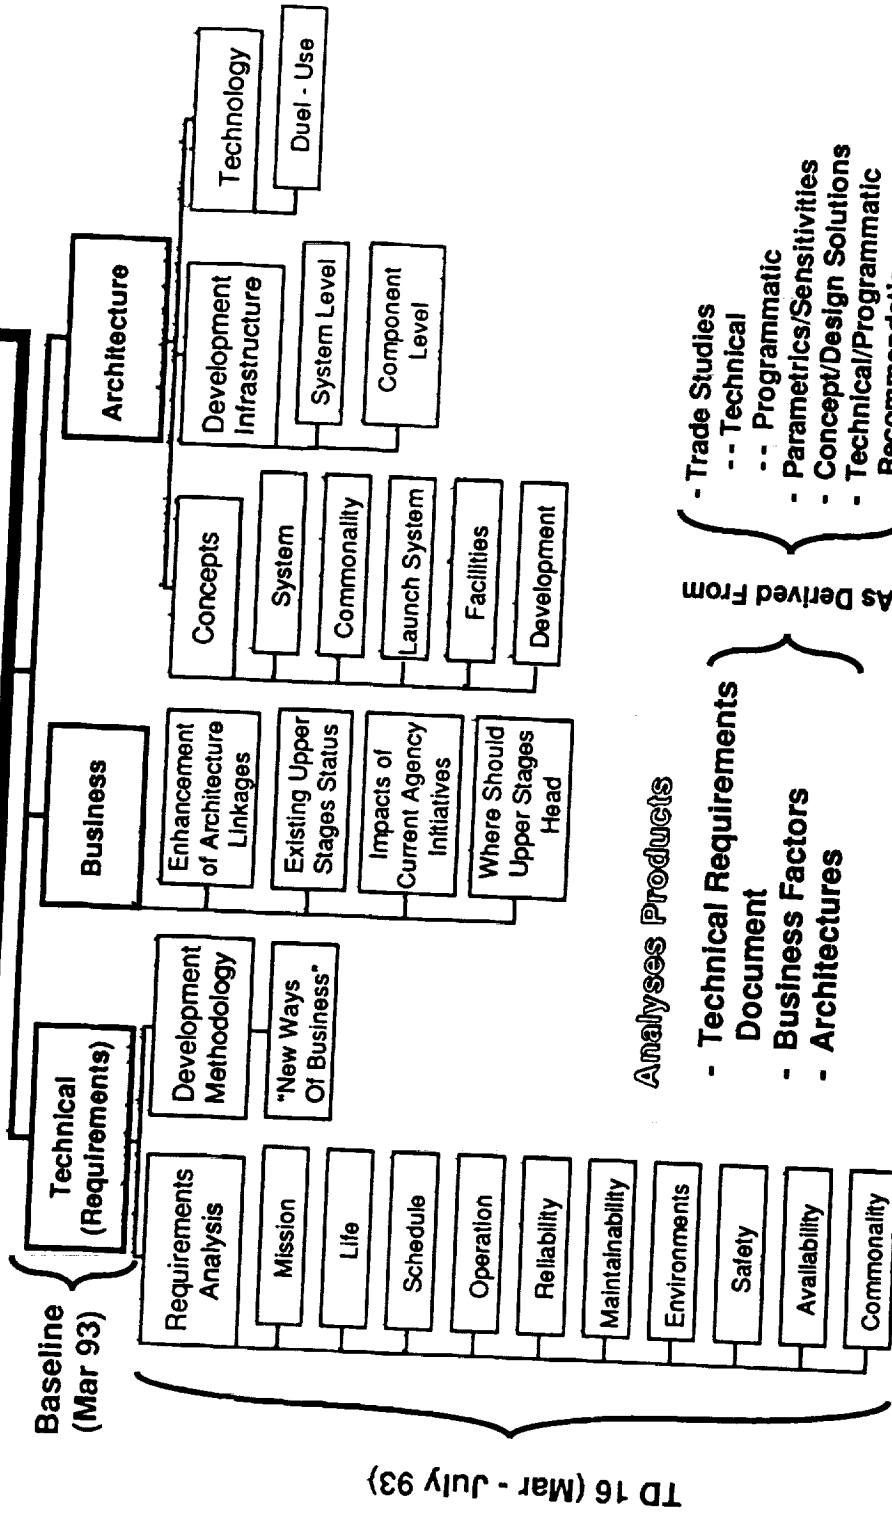 Baseline
(Mar 93)
TD 16 (Mar - July 93)
Technical
(Requirements)
Requirements
Analysis
Mission
Life
Schedule
Operation
Reliability
Maintainability
Environments
Safety
Availability
Commonality
Development
Methodology
"New Ways
Of Business"
Business
Enhancement
of Architecture
Linkages
Existing Upper
Stages Status
Impacts of
Current Agency
Initiatives
Where Should
Upper Stages
Head
Architecture
Concepts
System
Commonality
Launch System
Facilities
Development
Development
Infrastructure
System Level
Component
Level
Technology
Duel - Use
Analyses Products
- Technical Requirements
Document
- Business Factors
- Architectures
As Derived From
- Trade Studies
-- Technical
-- Programmatic
- Parametrics/Sensitivities
- Concept/Design Solutions
- Technical/Programmatic